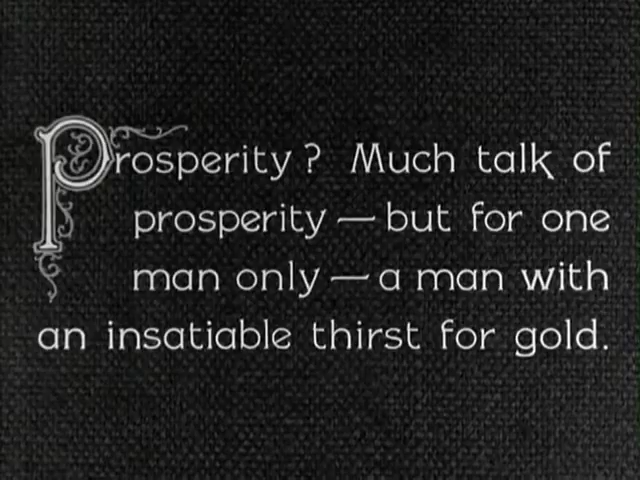 Prosperity? Much talk of
prosperity — but for one
man only — a man with
an insatiable thirst for gold.